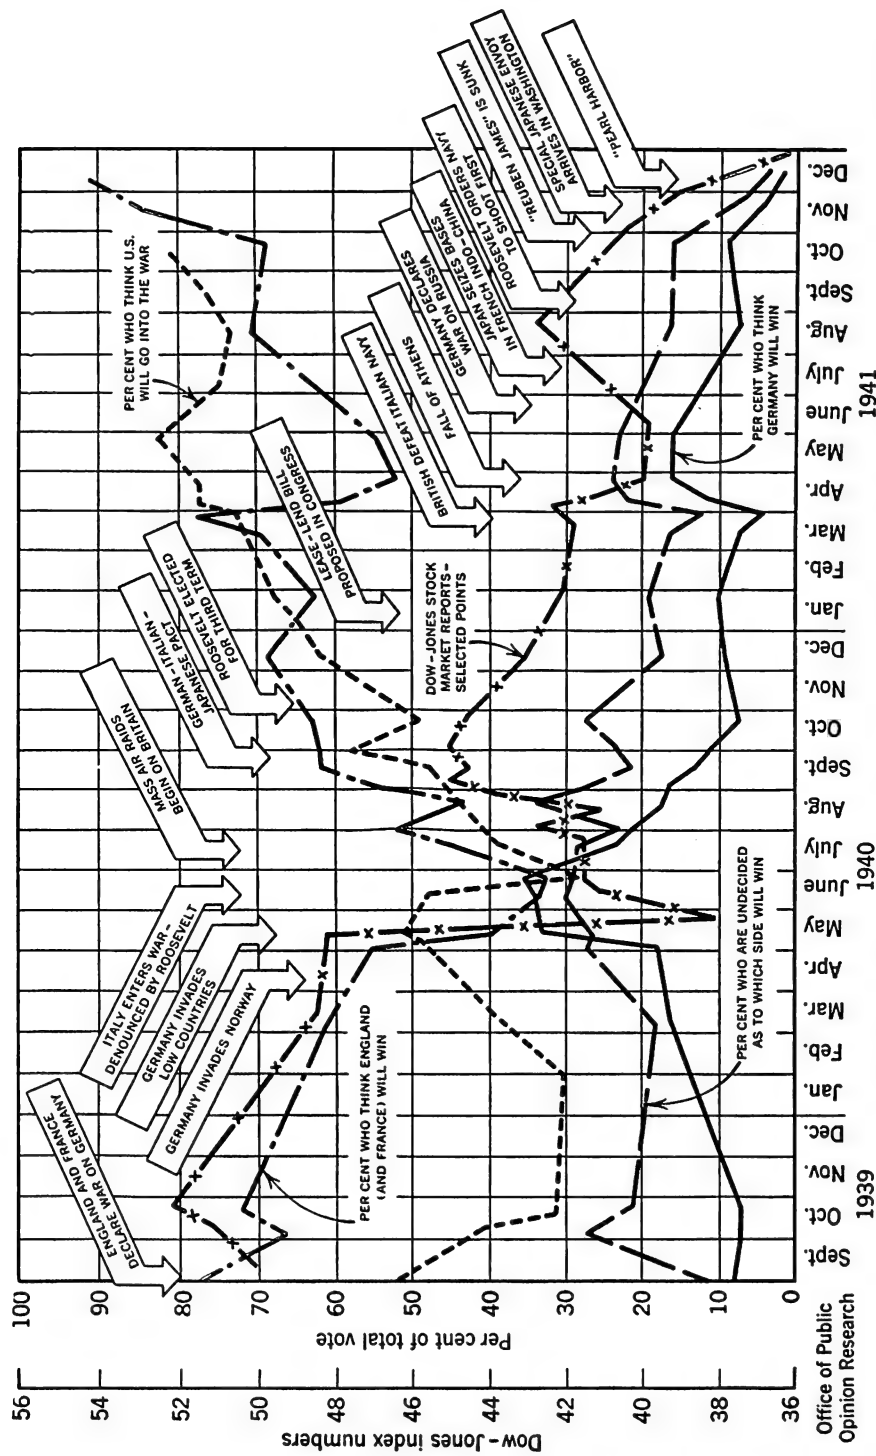 ENGLAND AND FRANCE
DECLARE WAR ON GERMANY
ITALY ENTERS WAR,
DENOUNCED BY ROOSEVELT
GERMANY INVADES
LOW COUNTRIES
GERMANY INVADES NORWAY
MASS AIR RAIDS
BEGIN ON BRITAIN
GERMAN-ITALIAN-
JAPANESE PACT
ROOSEVELT ELECTED
FOR THIRD TERM
LEASE-LEND BILL
PROPOSED IN CONGRESS
BRITISH DEFEAT ITALIAN NAVY
FALL OF ATHENS
GERMANY DECLARES
WAR ON RUSSIA
JAPAN SEIZES BASES
IN FRENCH INDO-CHINA
ROOSEVELT ORDERS NAVY
TO SHOOT FIRST
"REUBEN JAMES" IS SUNK
SPECIAL JAPANESE ENVOY
ARRIVES IN WASHINGTON
"PEARL HARBOR"
PER CENT WHO THINK U.S.
WILL GO INTO THE WAR
DOW-JONES STOCK
MARKET REPORTS-
SELECTED POINTS
PER CENT WHO THINK ENGLAND
(AND FRANCE) WILL WIN
PER CENT WHO ARE UNDECIDED
AS TO WHICH SIDE WILL WIN
PER CENT WHO THINK
GERMANY WILL WIN
Dow-Jones index numbers
56
52
48
44
40
36
Per cent of total vote
100
90
80
70
60
50
40
30
20
10
0
Sept. Oct. Nov. Dec. Jan. Feb. Mar. Apr. May June July Aug. Sept. Oct. Nov. Dec. Jan. Feb. Mar. Apr. May June July Aug. Sept. Oct. Nov. Dec.
1939 1940 1941
Office of Public
Opinion Research